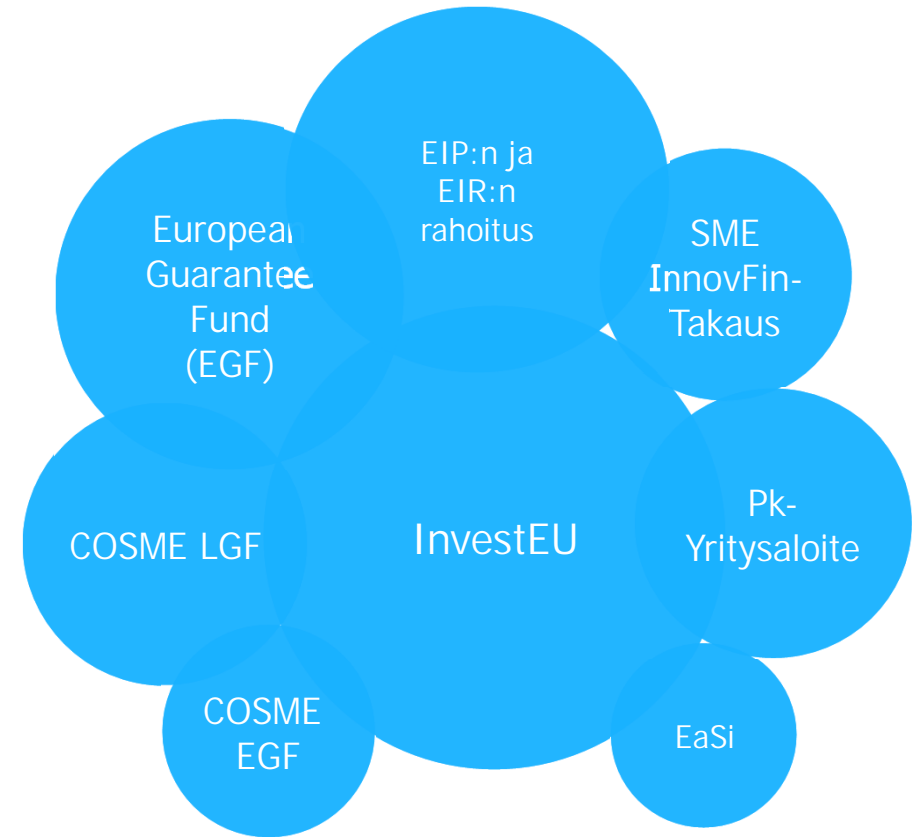 EIP:n ja
EIR:n
rahoitus
European
Guarantee
Fund
(EGF)
SME
InnovFin-
Takaus
COSME LGF
InvestEU
Pk-
Yritysaloite
COSME
EGF
EaSi